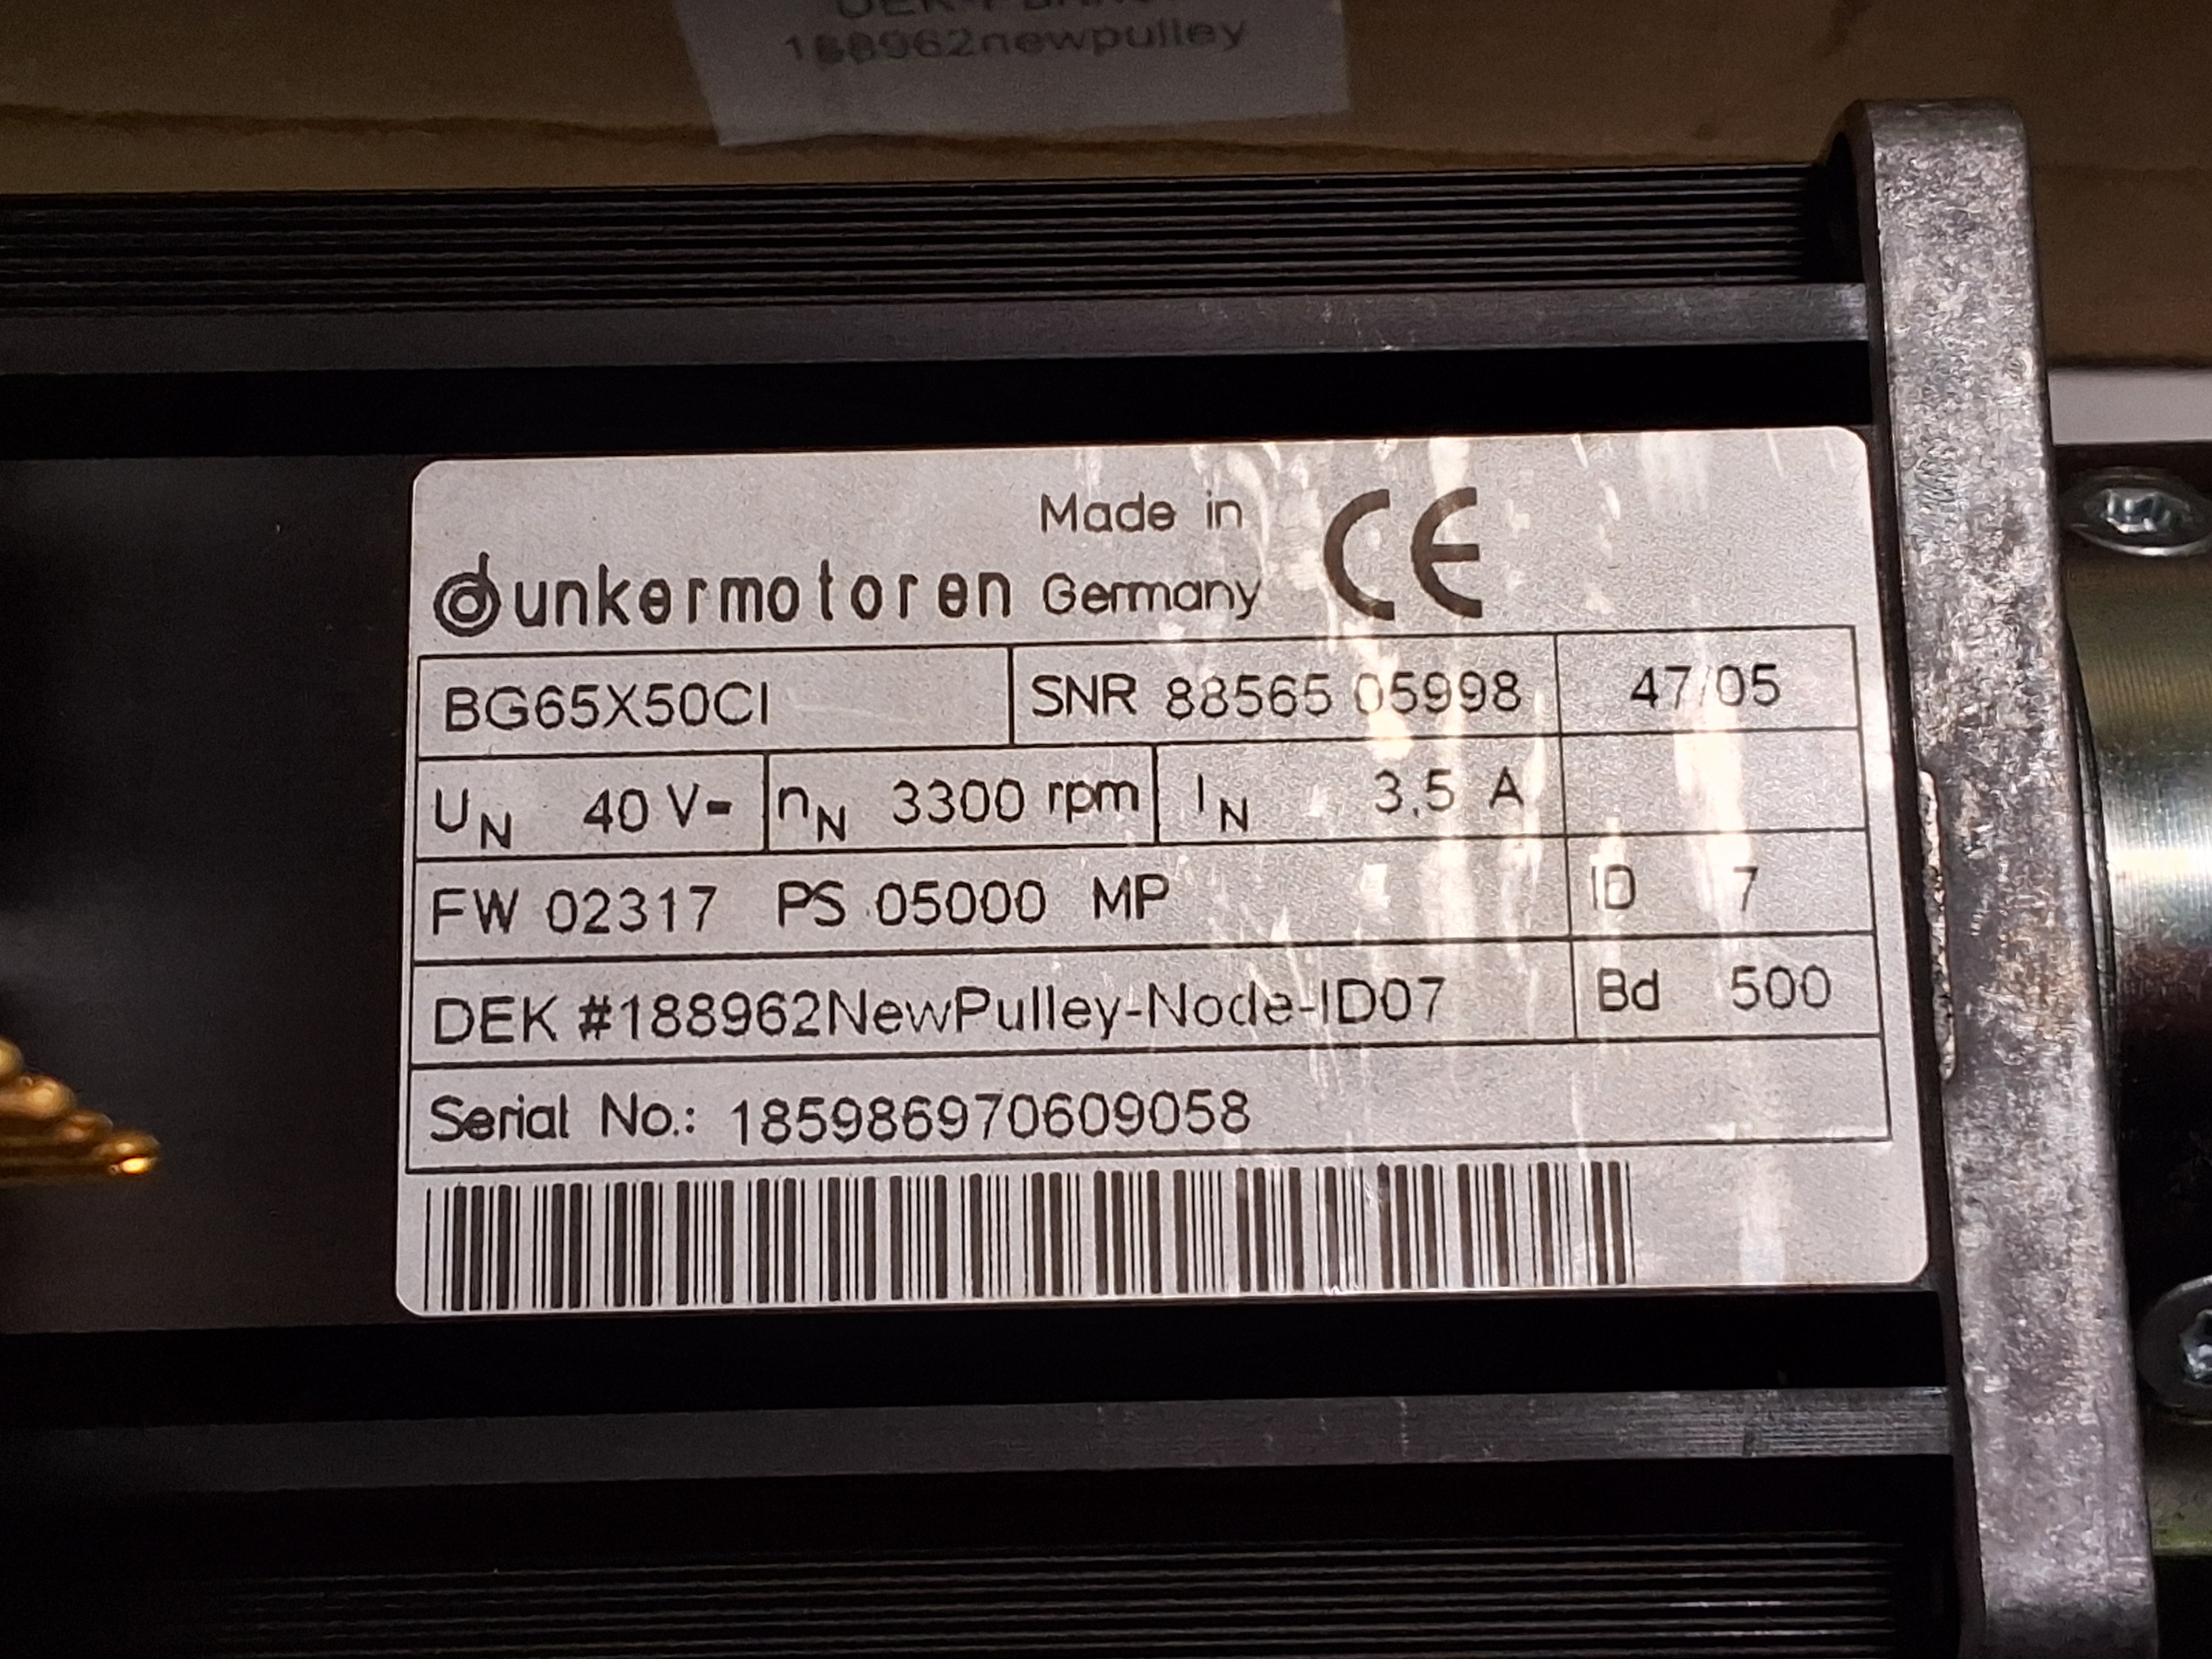 188962newpulley
Made in
dunkermotoren Germany CE
BG65X50CI SNR 88565 05998 47/05
UN 40 V= nN 3300 rpm IN 3,5 A
FW 02317 PS 05000 MP ID 7
DEK #188962NewPulley-Node-ID07 Bd 500
Serial No.: 185986970609058